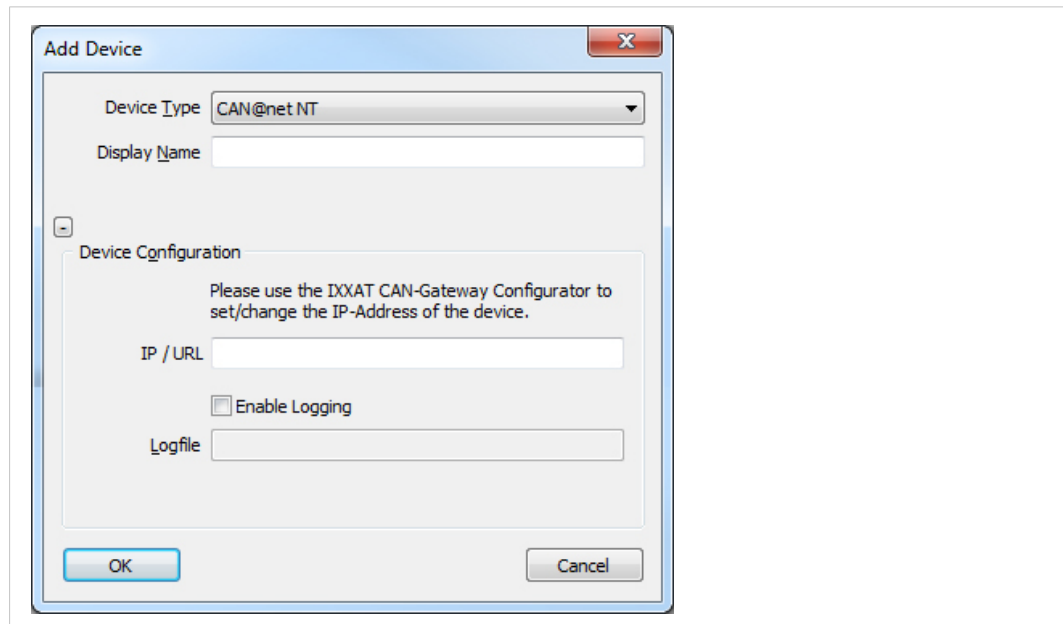 Add Device
Device Type CAN@net NT
Display Name
-
Device Configuration
Please use the IXXAT CAN-Gateway Configurator to
set/change the IP-Address of the device.
IP / URL
Enable Logging
Logfile
OK Cancel